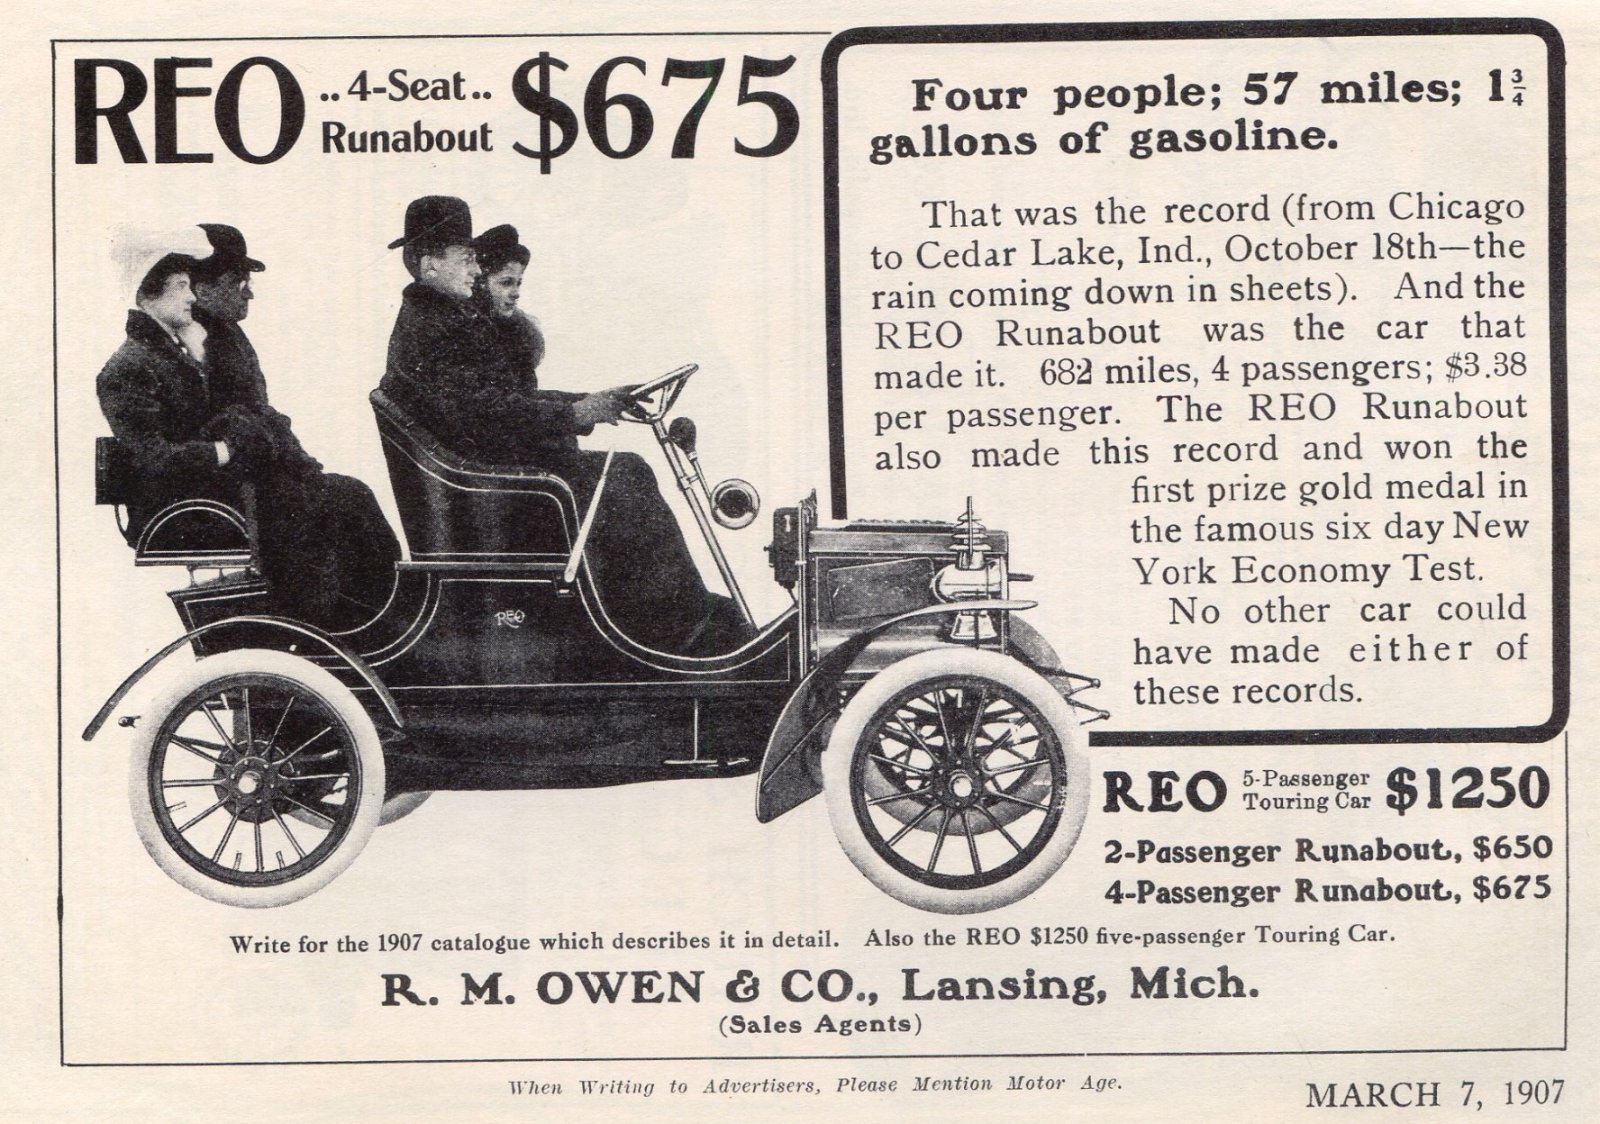 REO ..4-Seat.. Runabout $675
Four people; 57 miles; 1¾
gallons of gasoline.
That was the record (from Chicago
to Cedar Lake, Ind., October 18th—the
rain coming down in sheets). And the
REO Runabout was the car that
made it. 682 miles, 4 passengers; $3.38
per passenger. The REO Runabout
also made this record and won the
first prize gold medal in
the famous six day New
York Economy Test.
No other car could
have made either of
these records.
REO
REO 5-Passenger Touring Car $1250
2-Passenger Runabout, $650
4-Passenger Runabout, $675
Write for the 1907 catalogue which describes it in detail. Also the REO $1250 five-passenger Touring Car.
R. M. OWEN & CO., Lansing, Mich.
(Sales Agents)
When Writing to Advertisers, Please Mention Motor Age.
MARCH 7, 1907